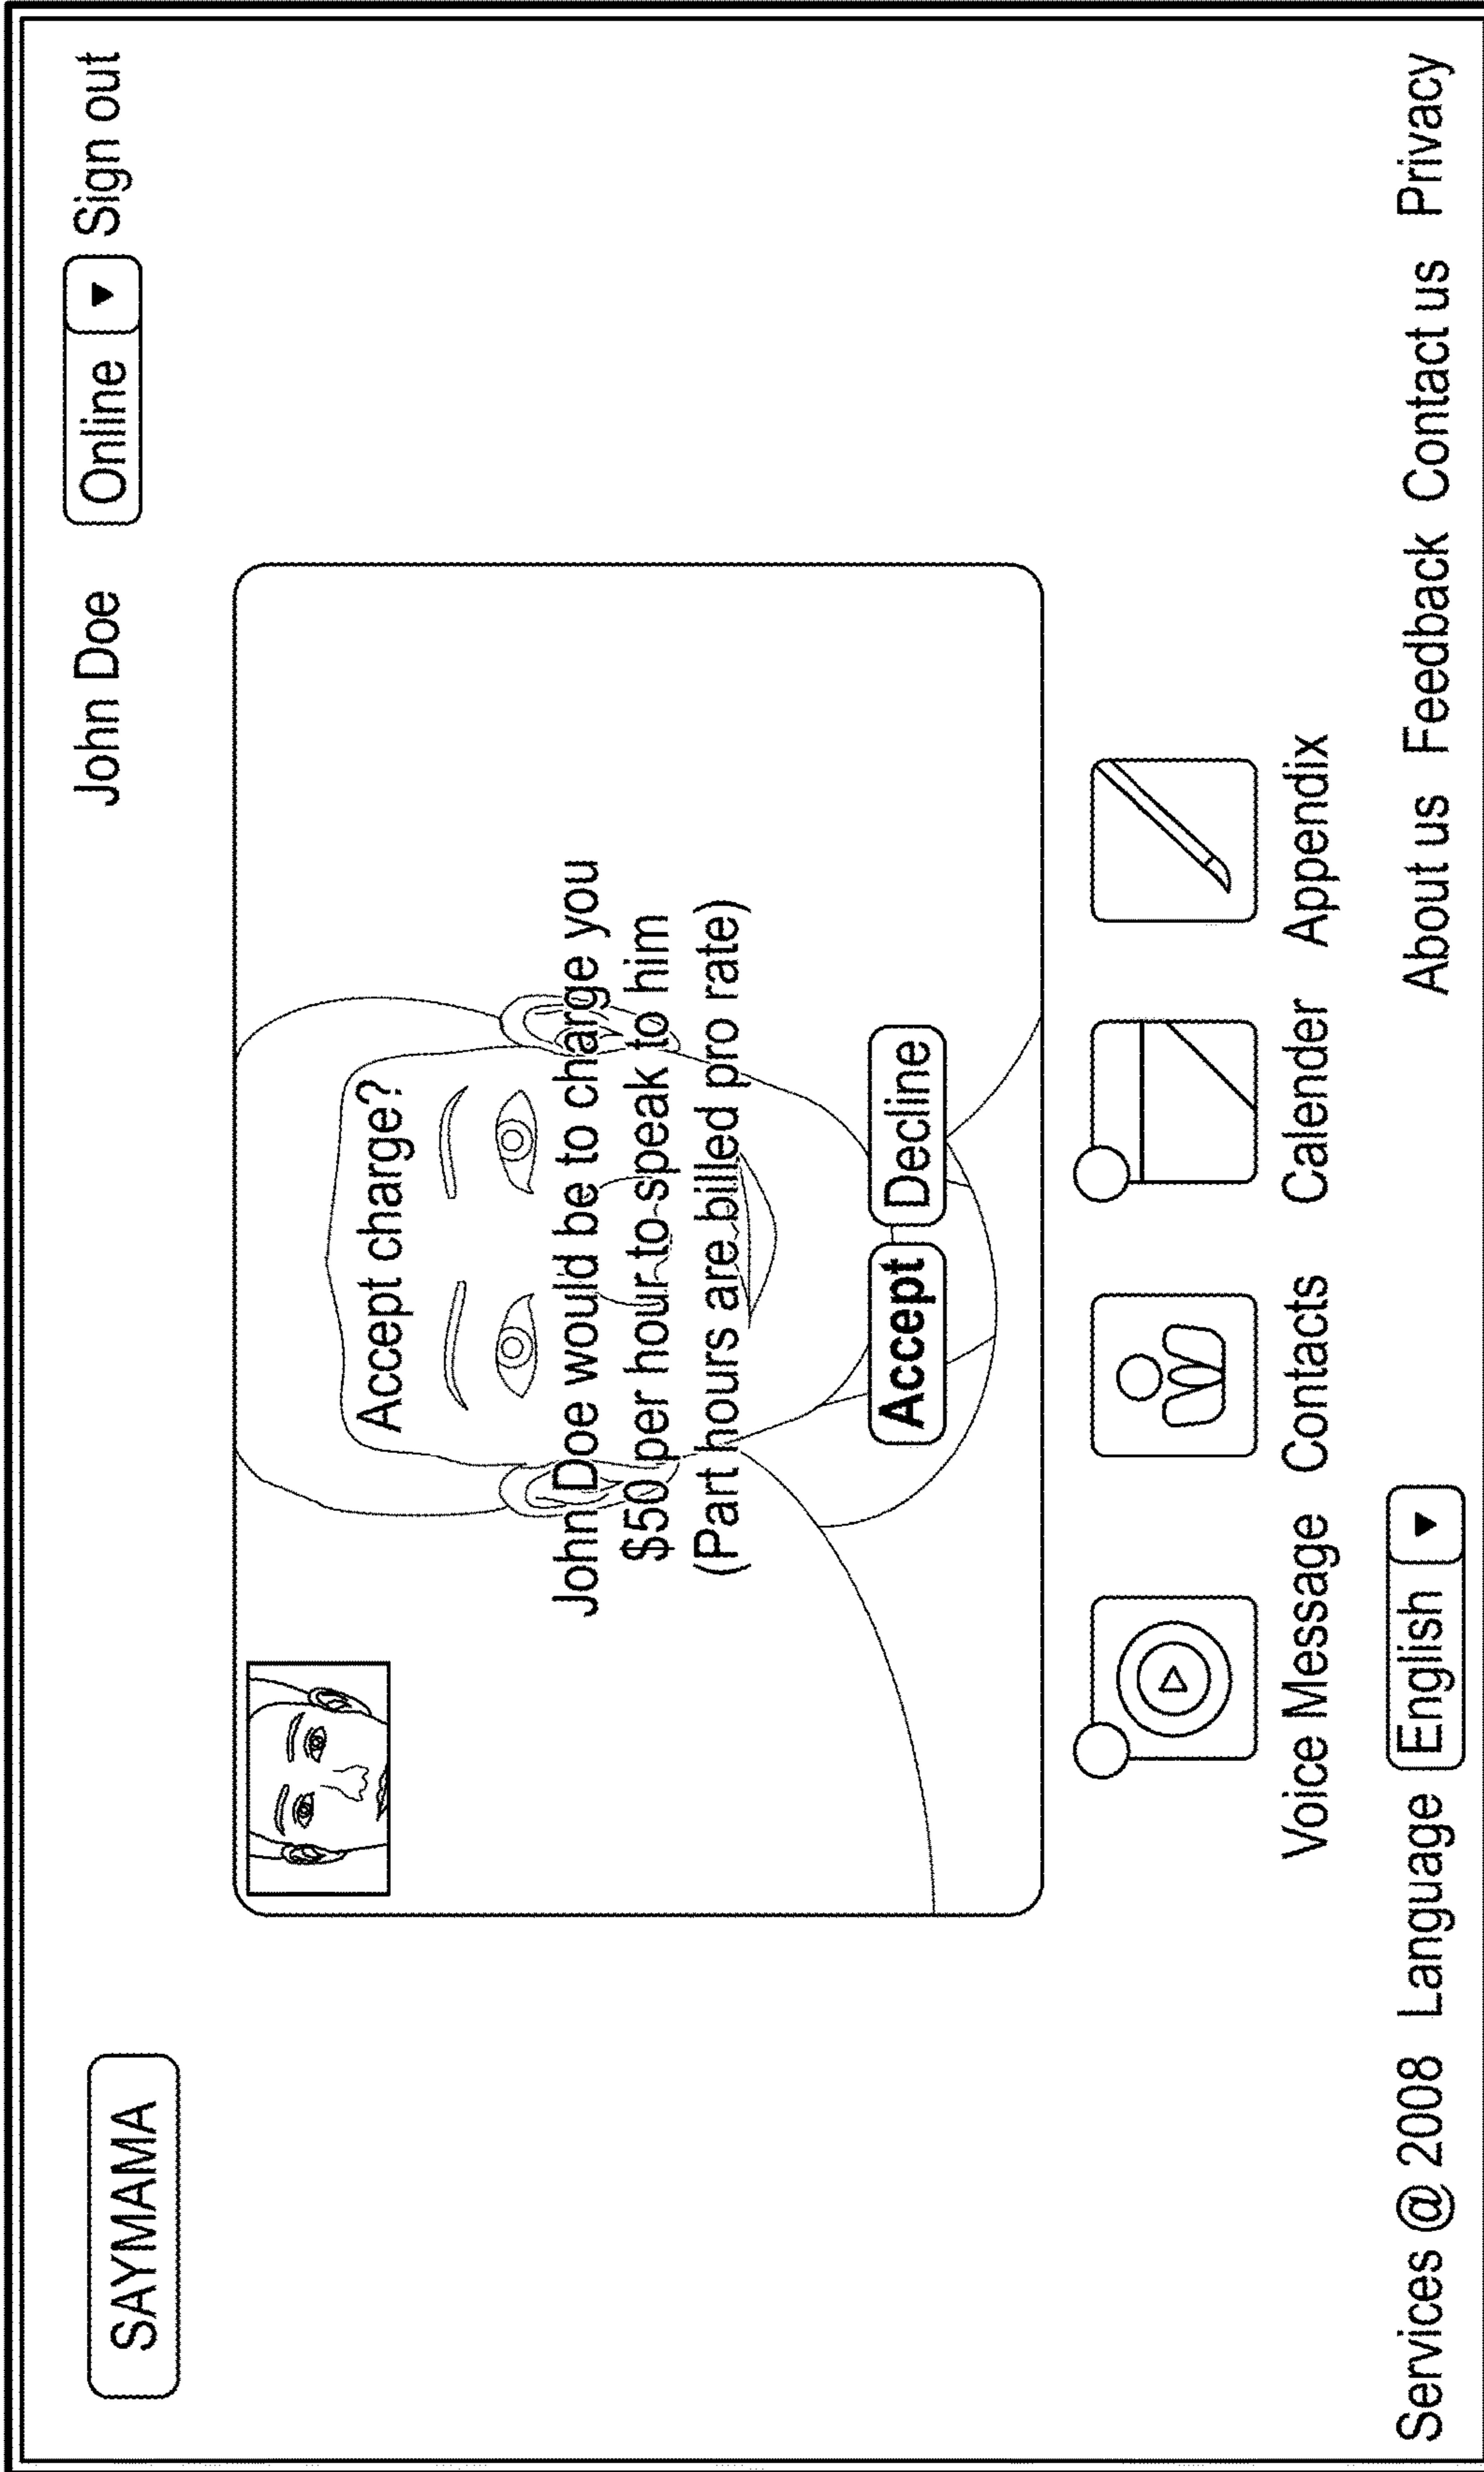 SAYMAMA
John Doe Online Sign out
Accept charge?
John Doe would be to charge you
$50 per hour to speak to him
(Part hours are billed pro rate)
Accept Decline
Voice Message Contacts Calender Appendix
Services @ 2008 Language English About us Feedback Contact us Privacy